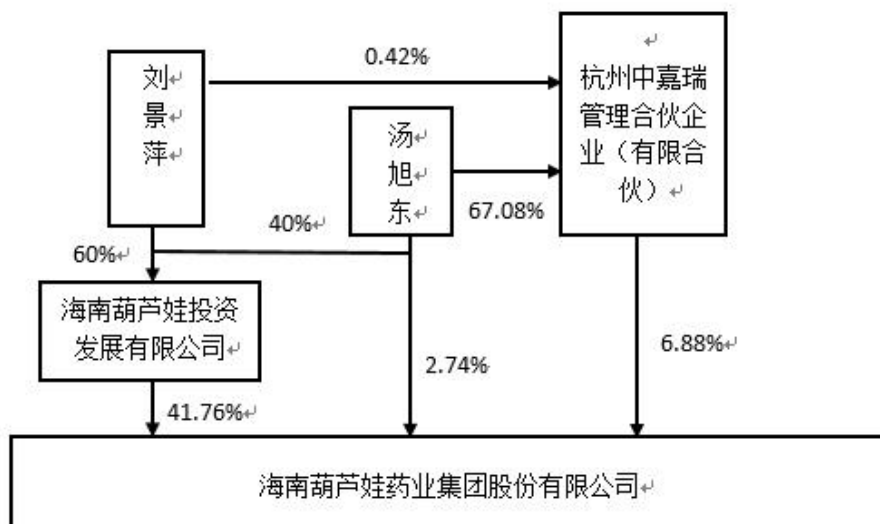 0.42%
刘
景
萍
杭州中嘉瑞
管理合伙企
业（有限合
伙）
汤
旭
东
67.08%
40%
60%
海南葫芦娃投资
发展有限公司
2.74%
6.88%
41.76%
海南葫芦娃药业集团股份有限公司